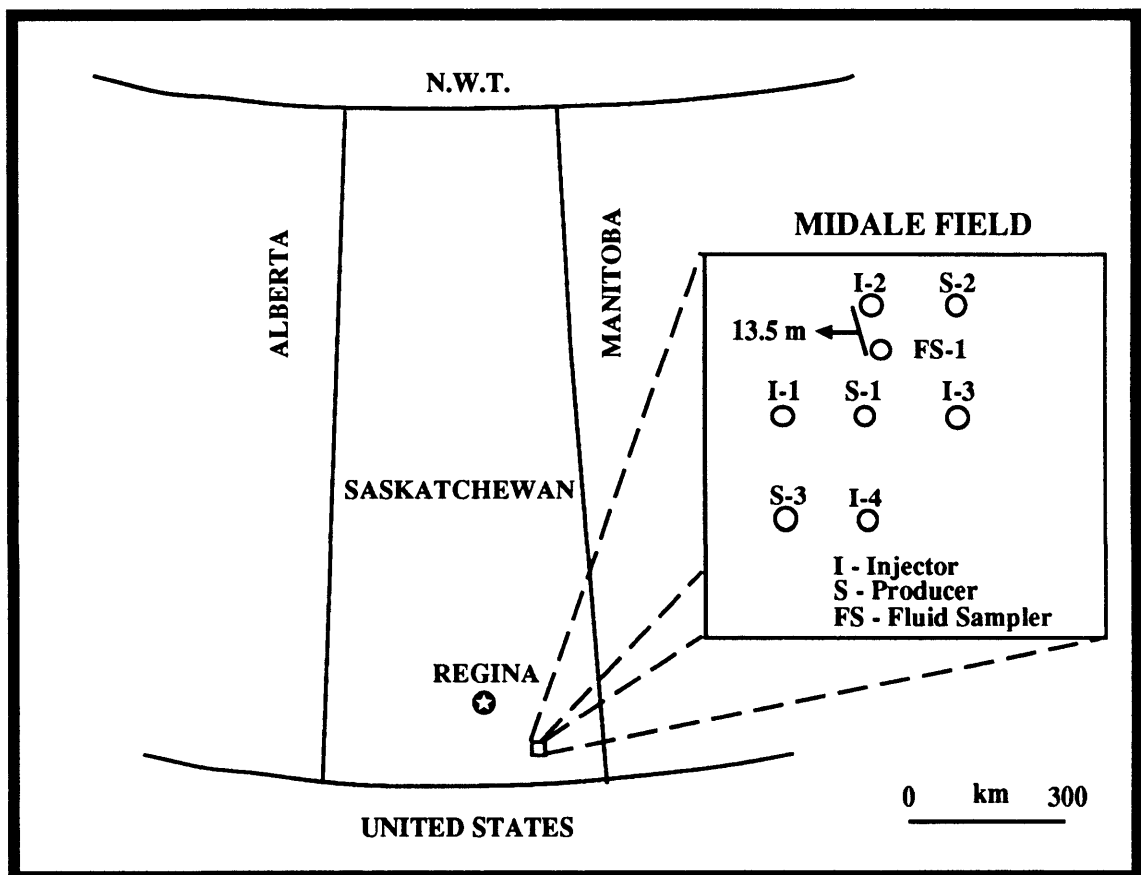 N.W.T.
ALBERTA
MANITOBA
SASKATCHEWAN
REGINA
UNITED STATES
MIDALE FIELD
I-2 S-2
13.5 m
FS-1
I-1 S-1 I-3
S-3 I-4
I - Injector
S - Producer
FS - Fluid Sampler
0 km 300